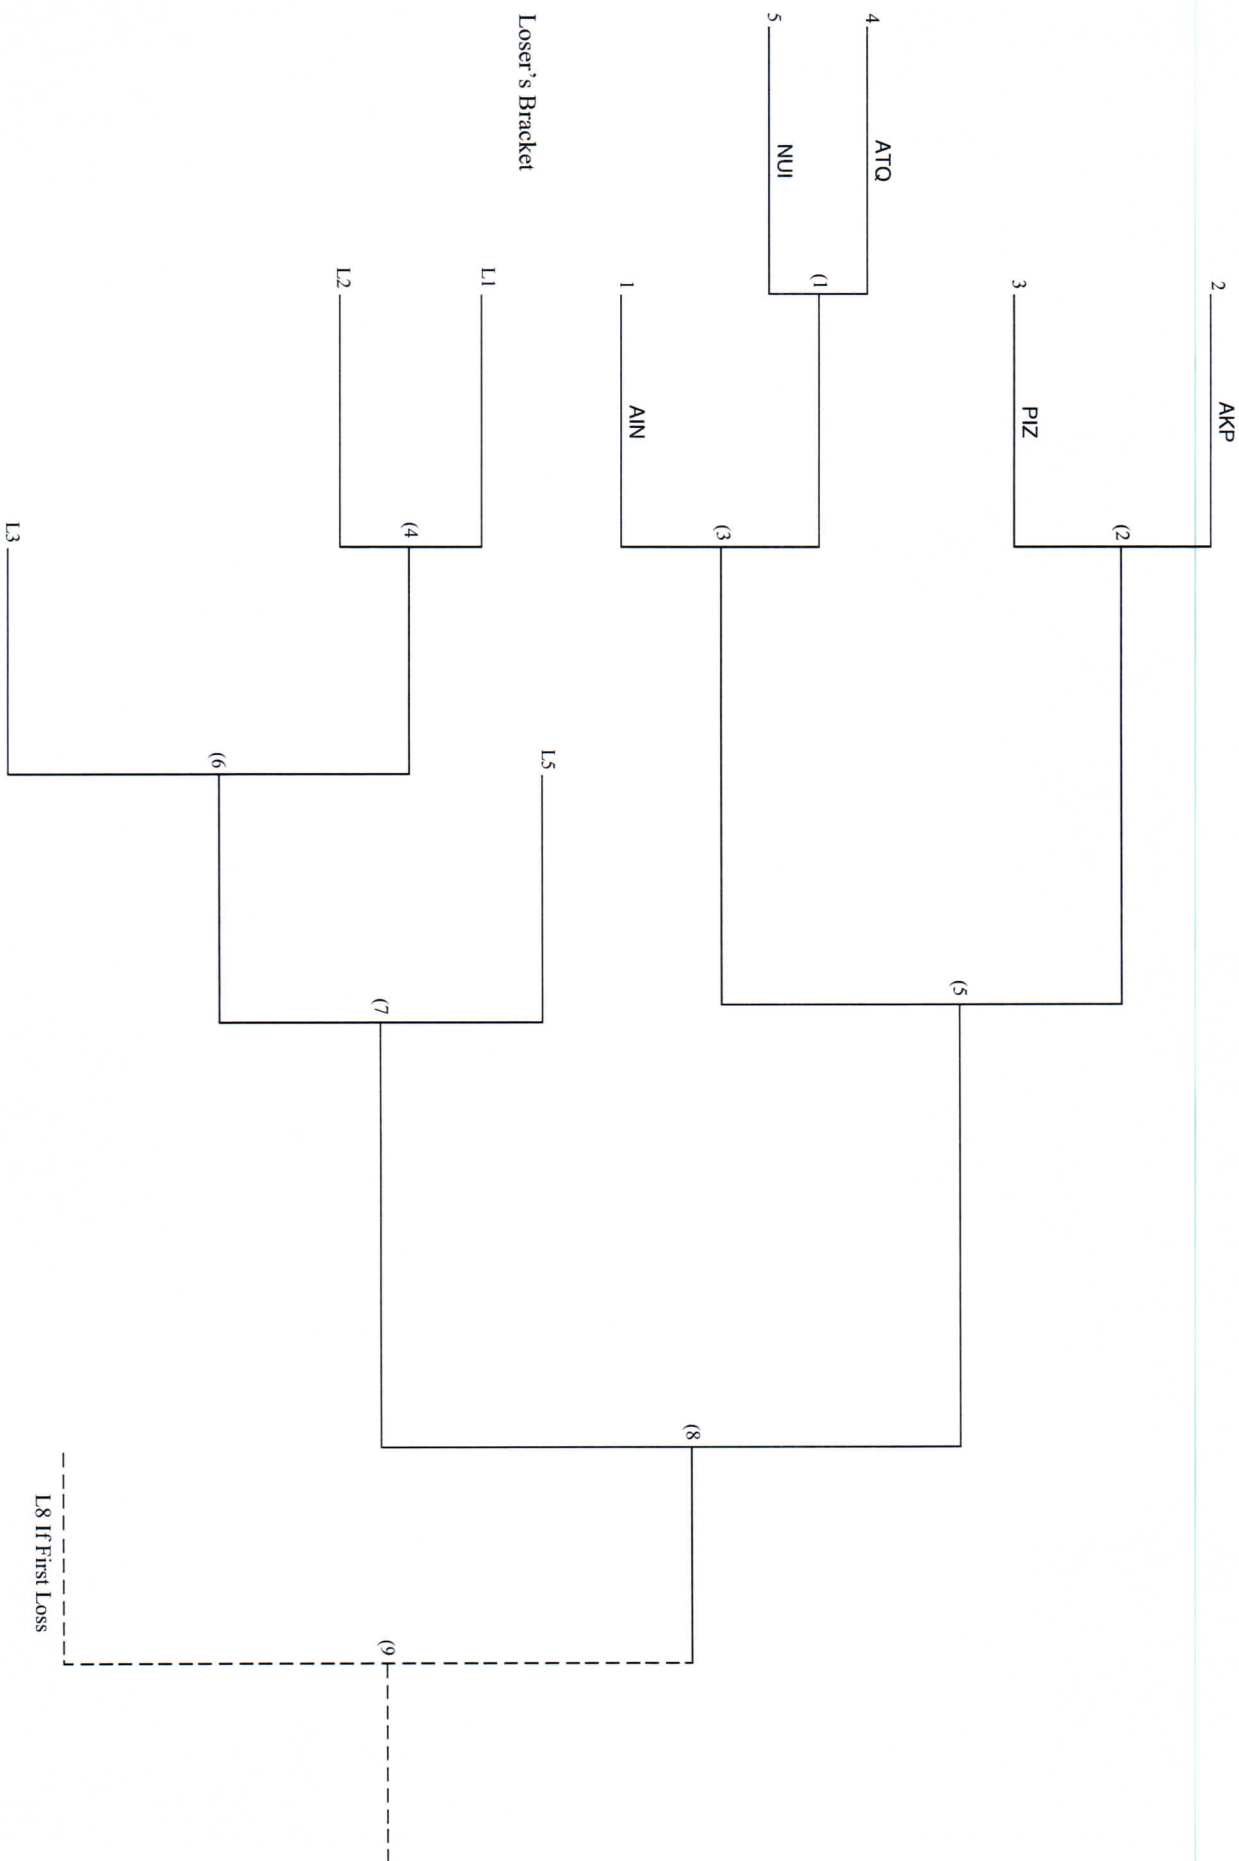 2 AKP
(2
3 PIZ
(5
4 ATQ
(1
5 NUI
(3
1 AIN
(8
Loser's Bracket
L5
L1
(4
L2
(7
(6
(9
L3
L8 If First Loss